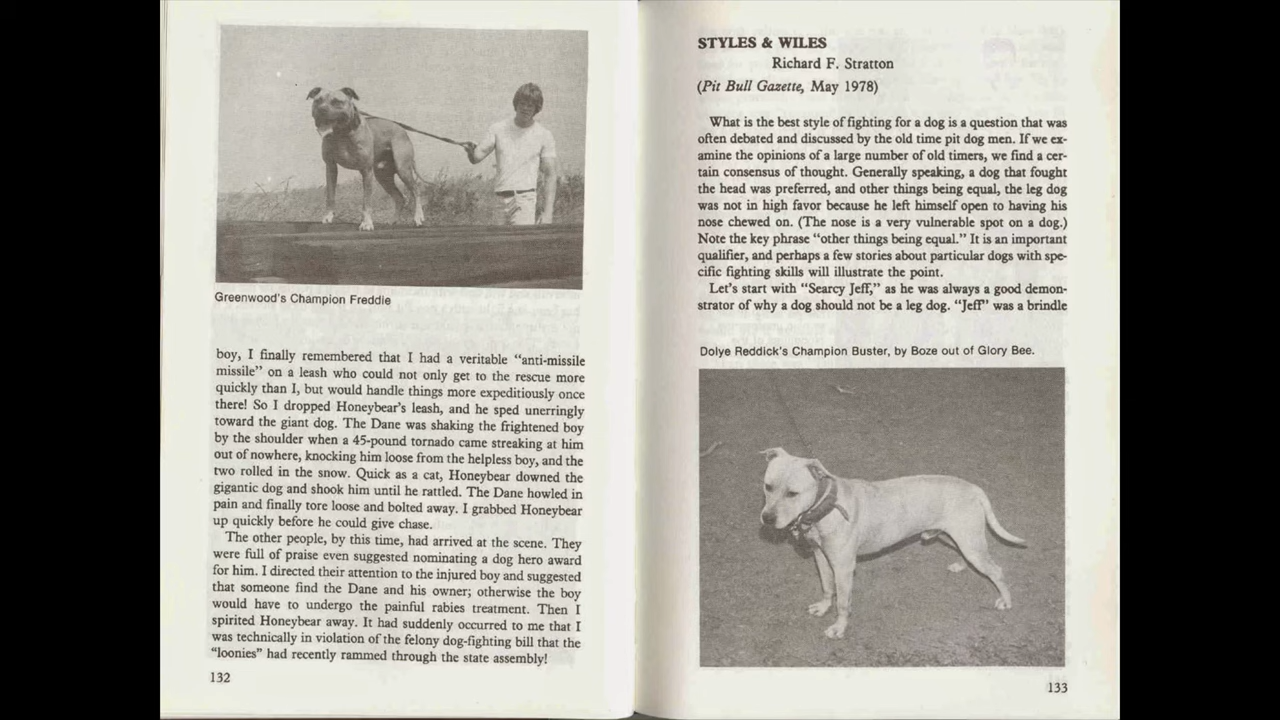 Greenwood's Champion Freddie
boy, I finally remembered that I had a veritable “anti-missile
missile” on a leash who could not only get to the rescue more
quickly than I, but would handle things more expeditiously once
there! So I dropped Honeybear's leash, and he sped unerringly
toward the giant dog. The Dane was shaking the frightened boy
by the shoulder when a 45-pound tornado came streaking at him
out of nowhere, knocking him loose from the helpless boy, and the
two rolled in the snow. Quick as a cat, Honeybear downed the
gigantic dog and shook him until he rattled. The Dane howled in
pain and finally tore loose and bolted away. I grabbed Honeybear
up quickly before he could give chase.
The other people, by this time, had arrived at the scene. They
were full of praise even suggested nominating a dog hero award
for him. I directed their attention to the injured boy and suggested
that someone find the Dane and his owner; otherwise the boy
would have to undergo the painful rabies treatment. Then I
spirited Honeybear away. It had suddenly occurred to me that I
was technically in violation of the felony dog-fighting bill that the
“loonies” had recently rammed through the state assembly!
132
STYLES & WILES
Richard F. Stratton
(Pit Bull Gazette, May 1978)
What is the best style of fighting for a dog is a question that was
often debated and discussed by the old time pit dog men. If we ex-
amine the opinions of a large number of old timers, we find a cer-
tain consensus of thought. Generally speaking, a dog that fought
the head was preferred, and other things being equal, the leg dog
was not in high favor because he left himself open to having his
nose chewed on. (The nose is a very vulnerable spot on a dog.)
Note the key phrase “other things being equal.” It is an important
qualifier, and perhaps a few stories about particular dogs with spe-
cific fighting skills will illustrate the point.
Let's start with “Searcy Jeff,” as he was always a good demon-
strator of why a dog should not be a leg dog. “Jeff” was a brindle
Dolye Reddick's Champion Buster, by Boze out of Glory Bee.
133